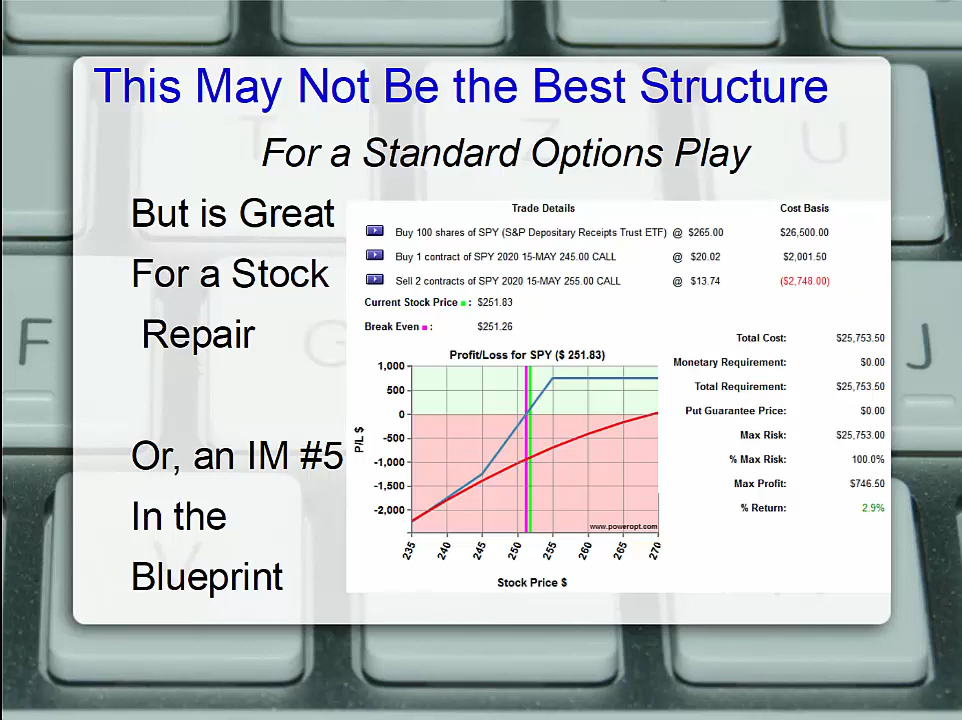 This May Not Be the Best Structure
For a Standard Options Play
But is Great
For a Stock
Repair
Or, an IM #5
In the
Blueprint
Trade Details Cost Basis
Buy 100 shares of SPY (S&P Depositary Receipts Trust ETF) @ $265.00 $26,500.00
Buy 1 contract of SPY 2020 15-MAY 245.00 CALL @ $20.02 $2,001.50
Sell 2 contracts of SPY 2020 15-MAY 255.00 CALL @ $13.74 ($2,748.00)
Current Stock Price : $251.83
Break Even : $251.26
Profit/Loss for SPY ($ 251.83)
P/L $
1,000
500
0
-500
-1,000
-1,500
-2,000
235 240 245 250 255 260 265 270
www.poweropt.com
Stock Price $
Total Cost: $25,753.50
Monetary Requirement: $0.00
Total Requirement: $25,753.50
Put Guarantee Price: $0.00
Max Risk: $25,753.00
% Max Risk: 100.0%
Max Profit: $746.50
% Return: 2.9%
T
Z
U
F
G
J
V